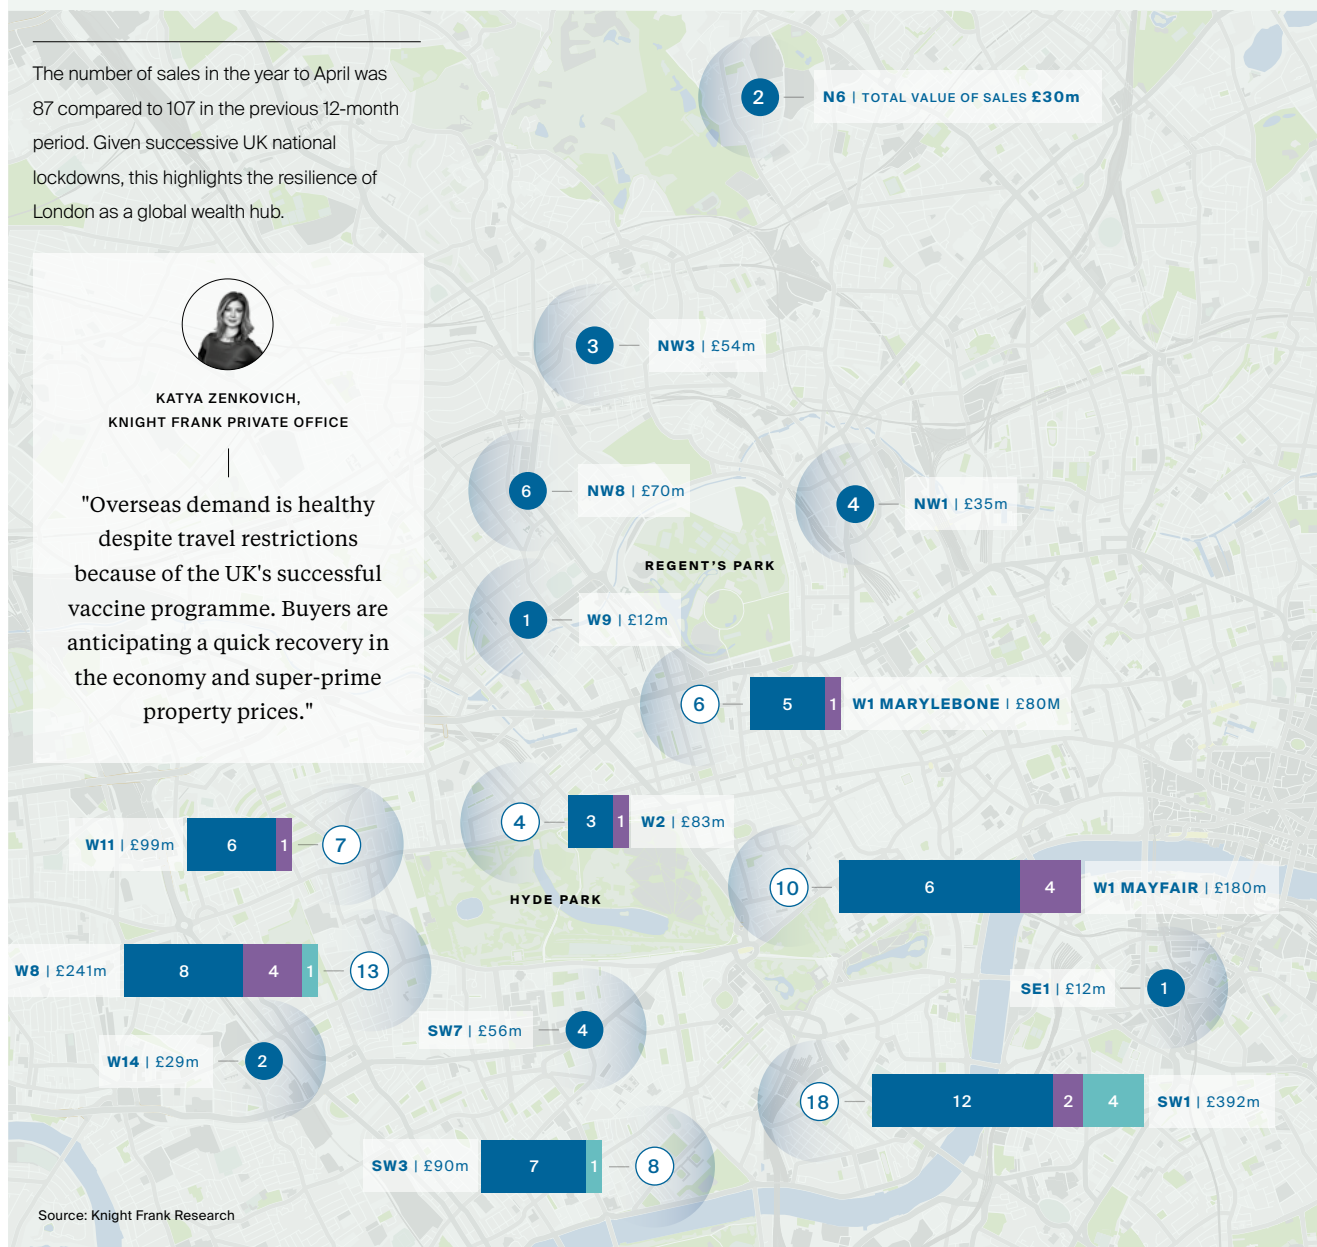 The number of sales in the year to April was
87 compared to 107 in the previous 12-month
period. Given successive UK national
lockdowns, this highlights the resilience of
London as a global wealth hub.
KATYA ZENKOVICH,
KNIGHT FRANK PRIVATE OFFICE
"Overseas demand is healthy
despite travel restrictions
because of the UK's successful
vaccine programme. Buyers are
anticipating a quick recovery in
the economy and super-prime
property prices."
2 N6 | TOTAL VALUE OF SALES £30m
3 NW3 | £54m
6 NW8 | £70m
4 NW1 | £35m
REGENT'S PARK
1 W9 | £12m
6 5 1 W1 MARYLEBONE | £80M
4 3 1 W2 | £83m
W11 | £99m 6 1 7
10 6 4 W1 MAYFAIR | £180m
HYDE PARK
W8 | £241m 8 4 1 13
SE1 | £12m 1
SW7 | £56m 4
W14 | £29m 2
18 12 2 4 SW1 | £392m
SW3 | £90m 7 1 8
Source: Knight Frank Research